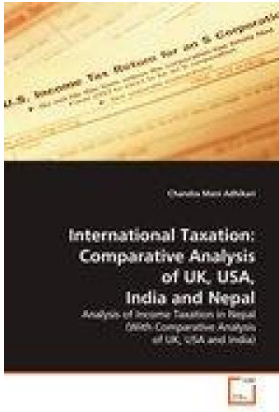 U.S. Income Tax Return for an S Corporation
Chandra Mani Adhikari
International Taxation:
Comparative Analysis
of UK, USA,
India and Nepal
Analysis of Income Taxation in Nepal
(With Comparative Analysis
of UK, USA and India)